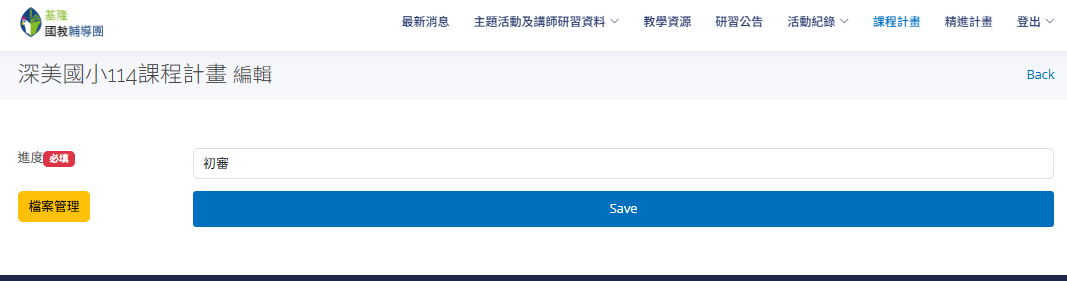 基隆
國教輔導團
最新消息 主題活動及講師研習資料 教學資源 研習公告 活動紀錄 課程計畫 精進計畫 登出
深美國小114課程計畫 編輯
Back
進度必填
初審
檔案管理
Save